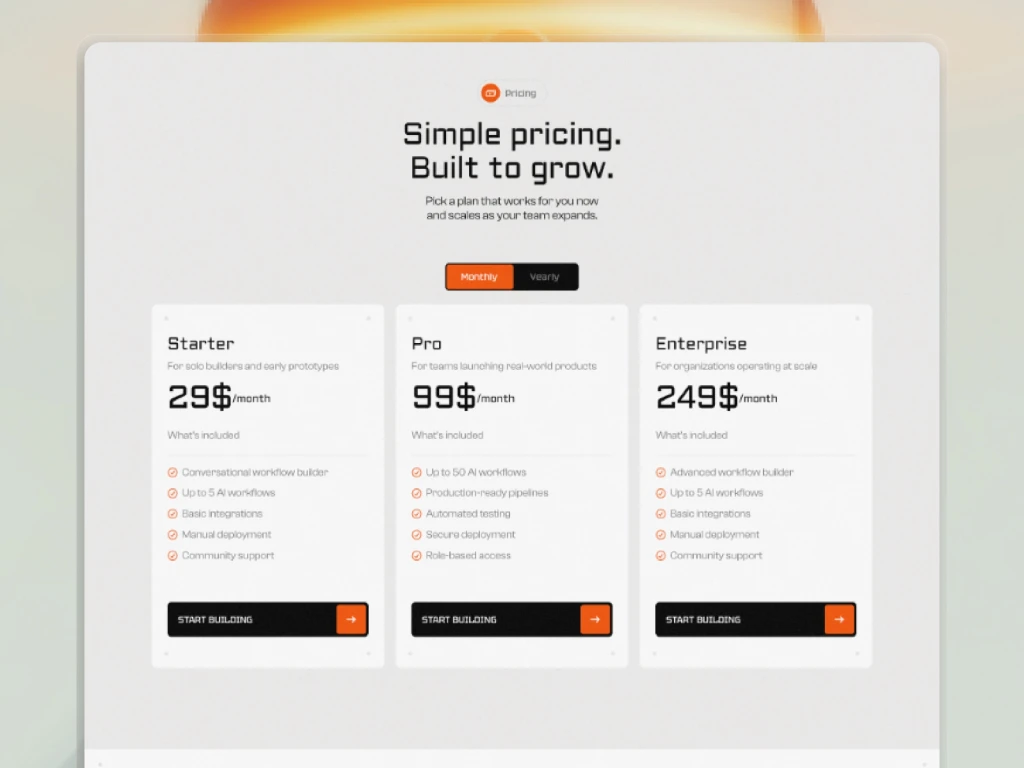 Pricing
Simple pricing.
Built to grow.
Pick a plan that works for you now
and scales as your team expands.
Monthly
Yearly
Starter
For solo builders and early prototypes
29$/month
What's included
Conversational workflow builder
Up to 5 AI workflows
Basic integrations
Manual deployment
Community support
START BUILDING
Pro
For teams launching real-world products
99$/month
What's included
Up to 50 AI workflows
Production-ready pipelines
Automated testing
Secure deployment
Role-based access
START BUILDING
Enterprise
For organizations operating at scale
249$/month
What's included
Advanced workflow builder
Up to 5 AI workflows
Basic integrations
Manual deployment
Community support
START BUILDING